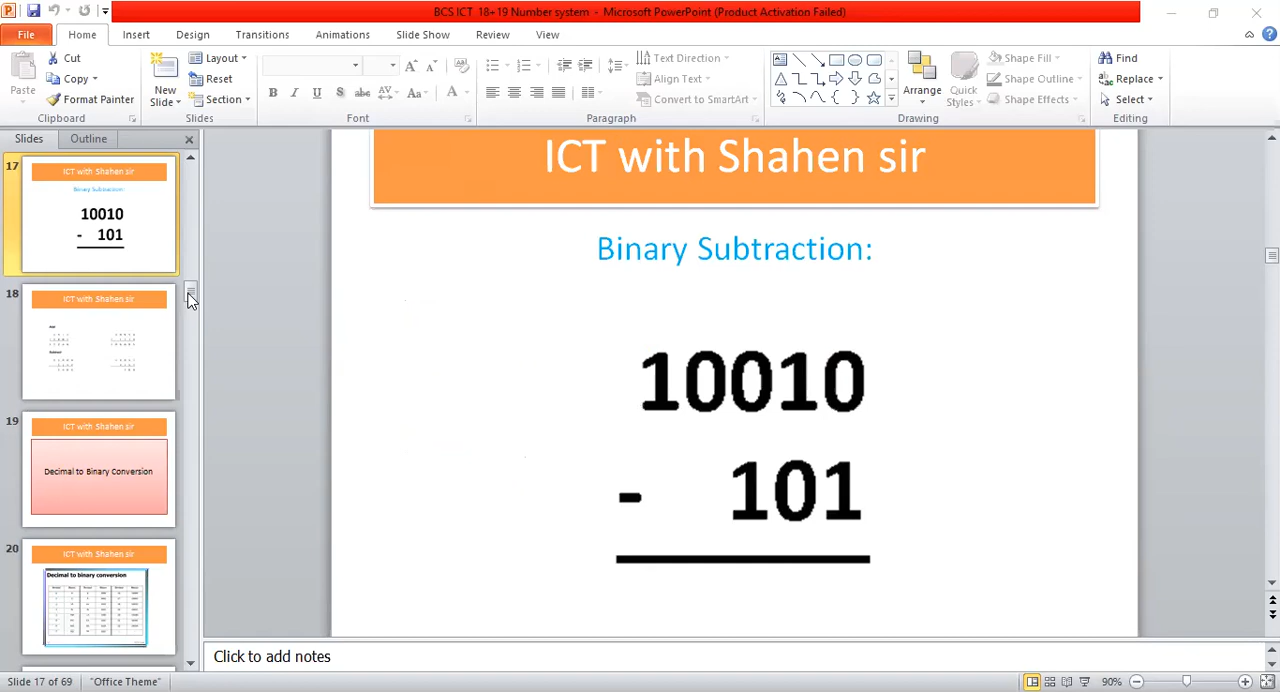 BCS ICT 18+19 Number system - Microsoft PowerPoint (Product Activation Failed)
File Home Insert Design Transitions Animations Slide Show Review View
Paste
Cut
Copy
Format Painter
Clipboard
New
Slide
Layout
Reset
Section
Slides
B I U S abc AV Aa A
Font
Text Direction
Align Text
Convert to SmartArt
Paragraph
Arrange
Quick
Styles
Shape Fill
Shape Outline
Shape Effects
Drawing
Find
Replace
Select
Editing
Slides Outline
17
ICT with Shahen sir
Binary Subtraction:
10010
- 101
18
ICT with Shahen sir
19
ICT with Shahen sir
Decimal to Binary Conversion
20
ICT with Shahen sir
Decimal to binary conversion
ICT with Shahen sir
Binary Subtraction:
10010
- 101
Click to add notes
Slide 17 of 69 "Office Theme" 90%